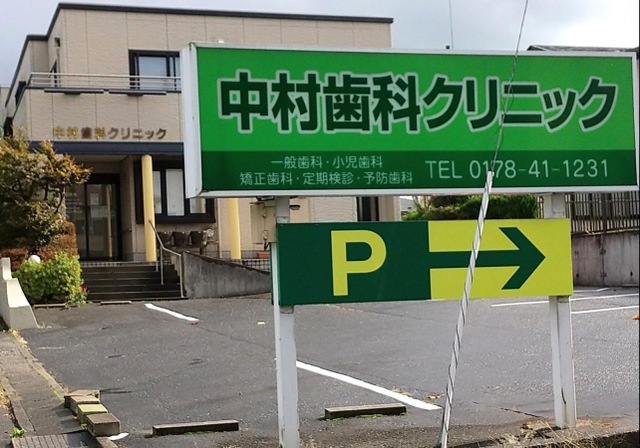 中村歯科クリニック
中村歯科クリニック
一般歯科・小児歯科
矯正歯科・定期検診・予防歯科
TEL 0178-41-1231
P